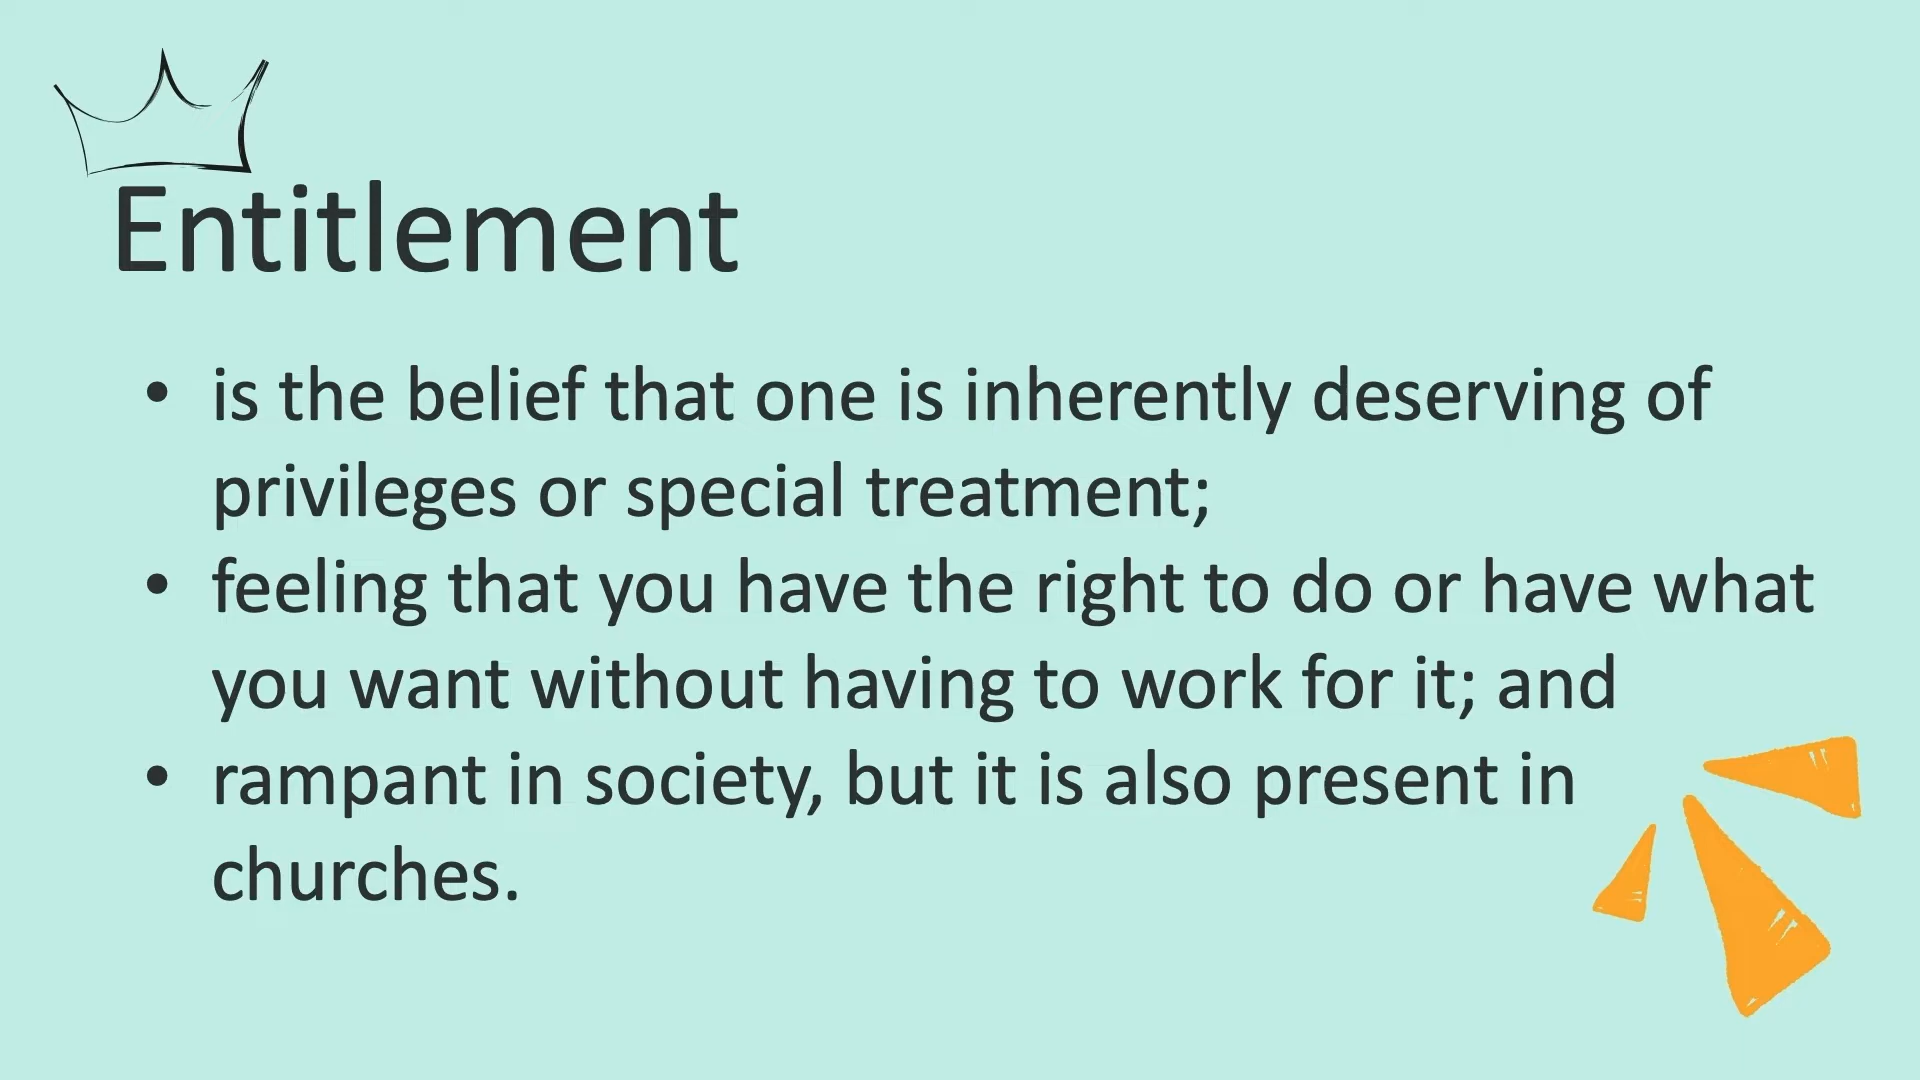 Entitlement
• is the belief that one is inherently deserving of
privileges or special treatment;
• feeling that you have the right to do or have what
you want without having to work for it; and
• rampant in society, but it is also present in
churches.